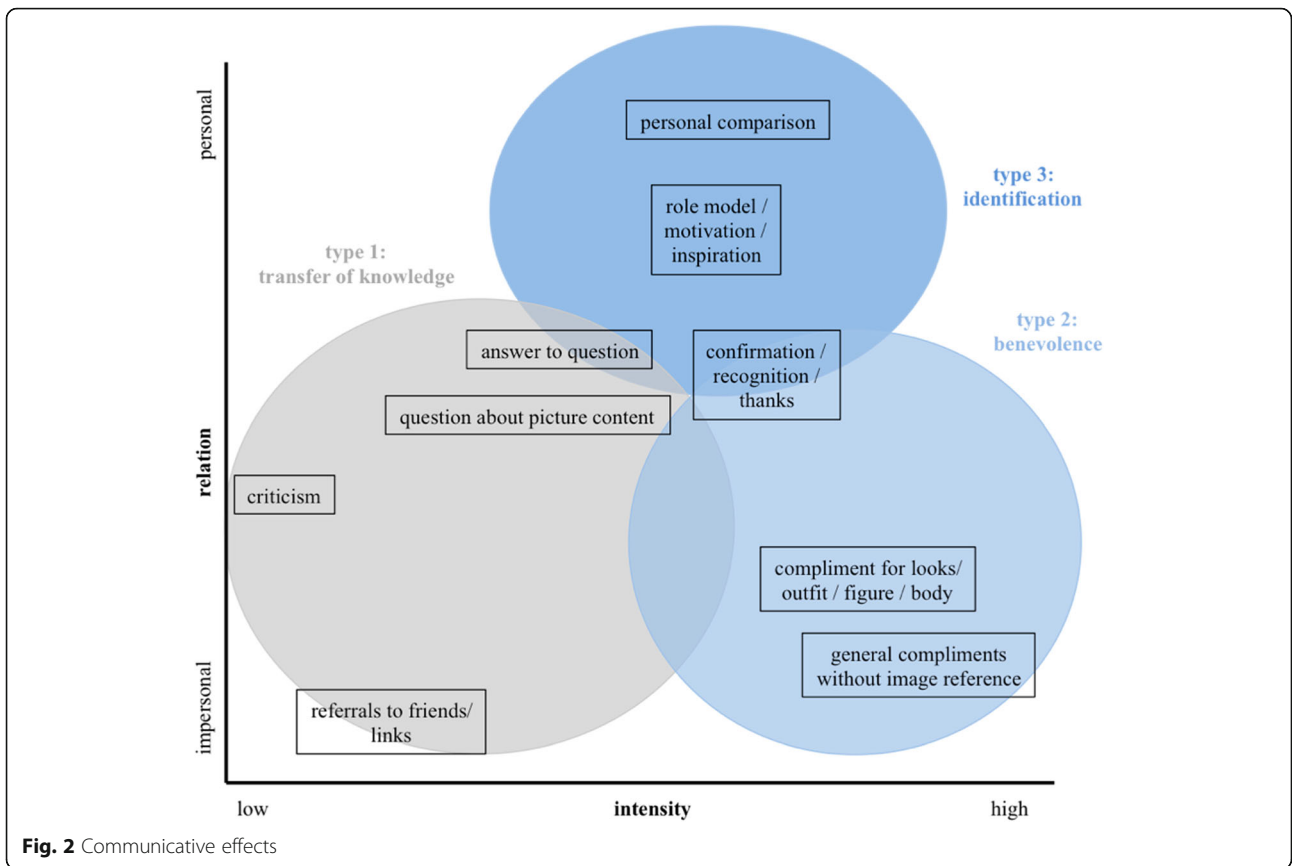 personal
personal comparison
type 3:
identification
role model /
motivation /
inspiration
type 1:
transfer of knowledge
type 2:
benevolence
answer to question
confirmation /
recognition /
thanks
question about picture content
relation
criticism
compliment for looks/
outfit / figure / body
general compliments
without image reference
impersonal
referrals to friends/
links
low
intensity
high
Fig. 2 Communicative effects